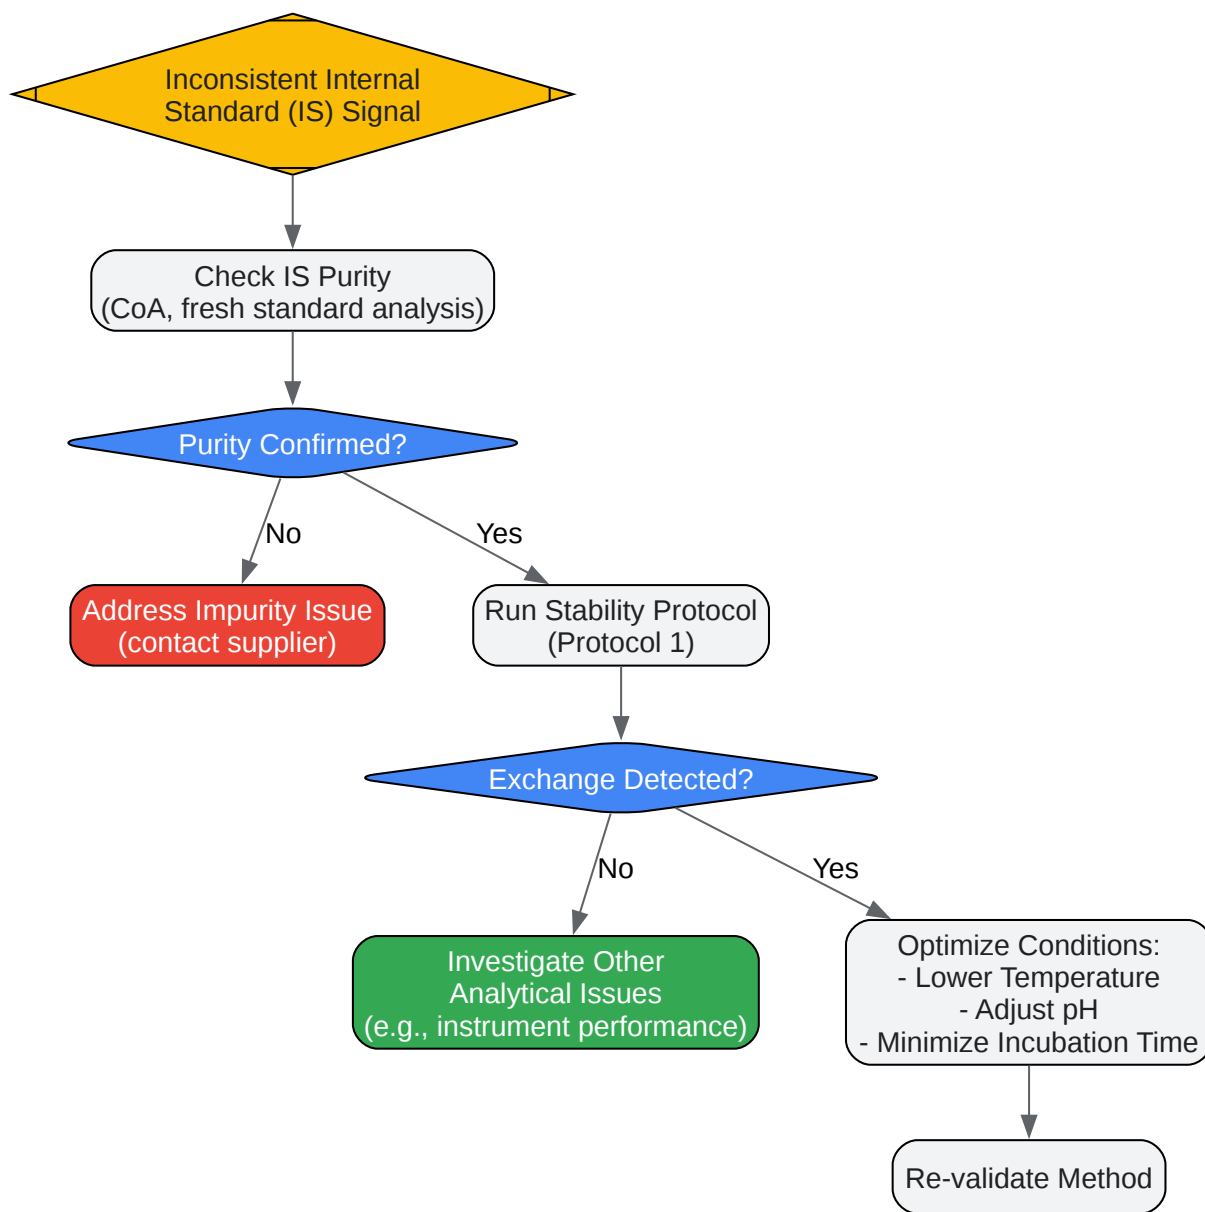 Inconsistent Internal
Standard (IS) Signal
Check IS Purity
(CoA, fresh standard analysis)
Purity Confirmed?
No
Yes
Address Impurity Issue
(contact supplier)
Run Stability Protocol
(Protocol 1)
Exchange Detected?
No
Yes
Investigate Other
Analytical Issues
(e.g., instrument performance)
Optimize Conditions:
- Lower Temperature
- Adjust pH
- Minimize Incubation Time
Re-validate Method